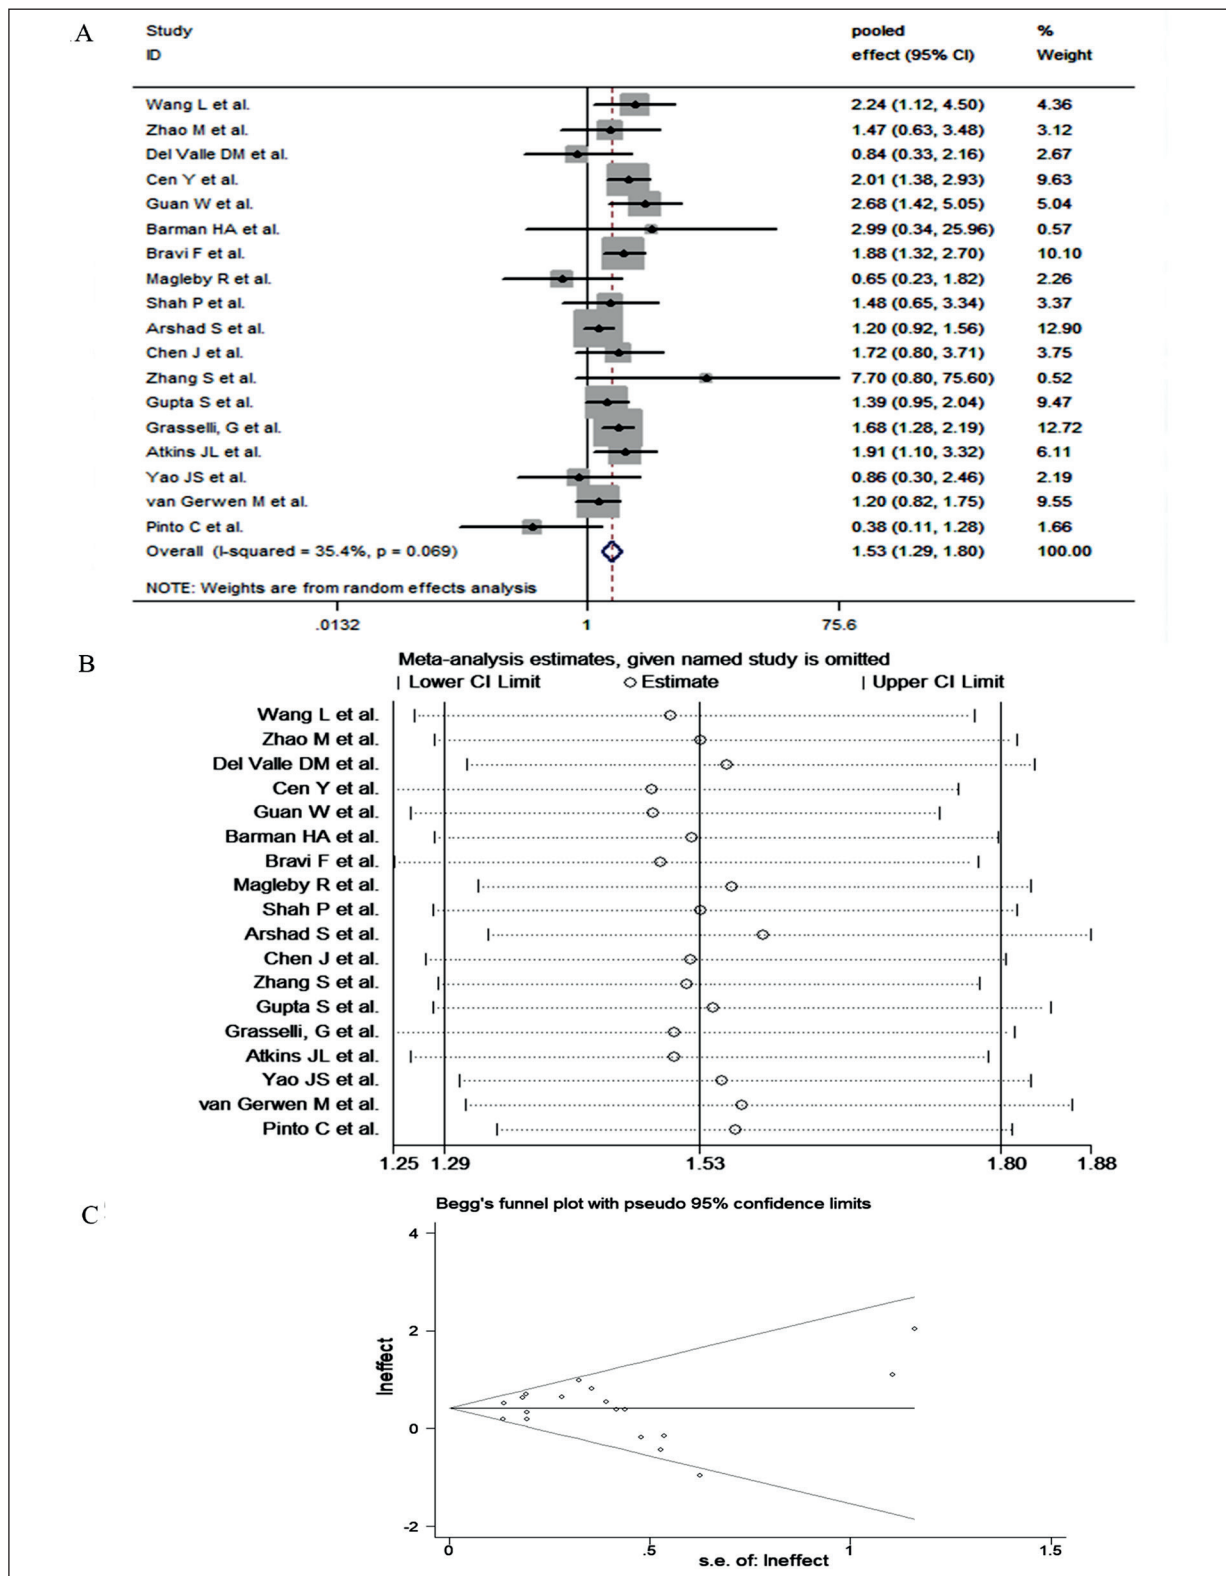 A
Study pooled %
ID effect (95% CI) Weight
Wang L et al. 2.24 (1.12, 4.50) 4.36
Zhao M et al. 1.47 (0.63, 3.48) 3.12
Del Valle DM et al. 0.84 (0.33, 2.16) 2.67
Cen Y et al. 2.01 (1.38, 2.93) 9.63
Guan W et al. 2.68 (1.42, 5.05) 5.04
Barman HA et al. 2.99 (0.34, 25.96) 0.57
Bravi F et al. 1.88 (1.32, 2.70) 10.10
Magleby R et al. 0.65 (0.23, 1.82) 2.26
Shah P et al. 1.48 (0.65, 3.34) 3.37
Arshad S et al. 1.20 (0.92, 1.56) 12.90
Chen J et al. 1.72 (0.80, 3.71) 3.75
Zhang S et al. 7.70 (0.80, 75.60) 0.52
Gupta S et al. 1.39 (0.95, 2.04) 9.47
Grasselli, G et al. 1.68 (1.28, 2.19) 12.72
Atkins JL et al. 1.91 (1.10, 3.32) 6.11
Yao JS et al. 0.86 (0.30, 2.46) 2.19
van Gerwen M et al. 1.20 (0.82, 1.75) 9.55
Pinto C et al. 0.38 (0.11, 1.28) 1.66
Overall (I-squared = 35.4%, p = 0.069) 1.53 (1.29, 1.80) 100.00
NOTE: Weights are from random effects analysis
.0132 1 75.6
B
Meta-analysis estimates, given named study is omitted
| Lower CI Limit ○ Estimate | Upper CI Limit
Wang L et al.
Zhao M et al.
Del Valle DM et al.
Cen Y et al.
Guan W et al.
Barman HA et al.
Bravi F et al.
Magleby R et al.
Shah P et al.
Arshad S et al.
Chen J et al.
Zhang S et al.
Gupta S et al.
Grasselli, G et al.
Atkins JL et al.
Yao JS et al.
van Gerwen M et al.
Pinto C et al.
1.25 1.29 1.53 1.80 1.88
C
Begg's funnel plot with pseudo 95% confidence limits
lneffect
4
2
0
-2
0 .5 1 1.5
s.e. of: lneffect